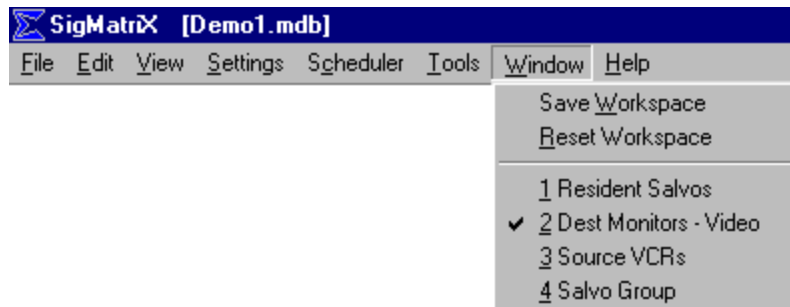 SigMatriX [Demo1.mdb]
File Edit View Settings Scheduler Tools Window Help
Save Workspace
Reset Workspace
1 Resident Salvos
✔ 2 Dest Monitors - Video
3 Source VCRs
4 Salvo Group